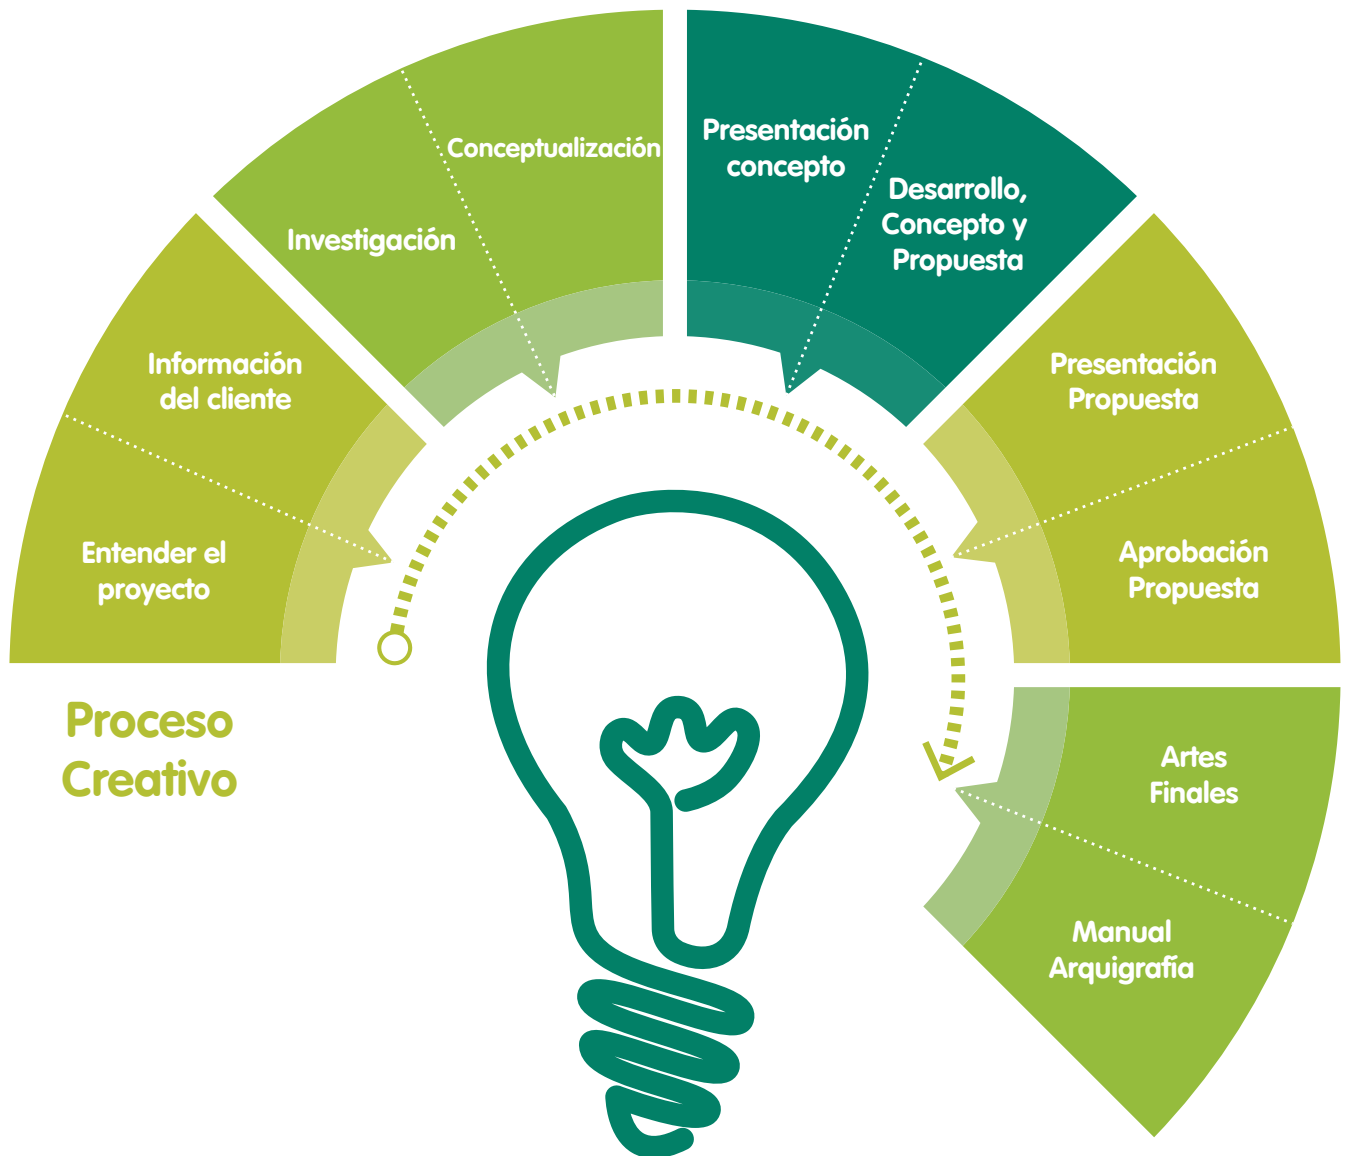 Proceso
Creativo
Entender el
proyecto
Información
del cliente
Investigación
Conceptualización
Presentación
concepto
Desarrollo,
Concepto y
Propuesta
Presentación
Propuesta
Aprobación
Propuesta
Artes
Finales
Manual
Arquigrafía